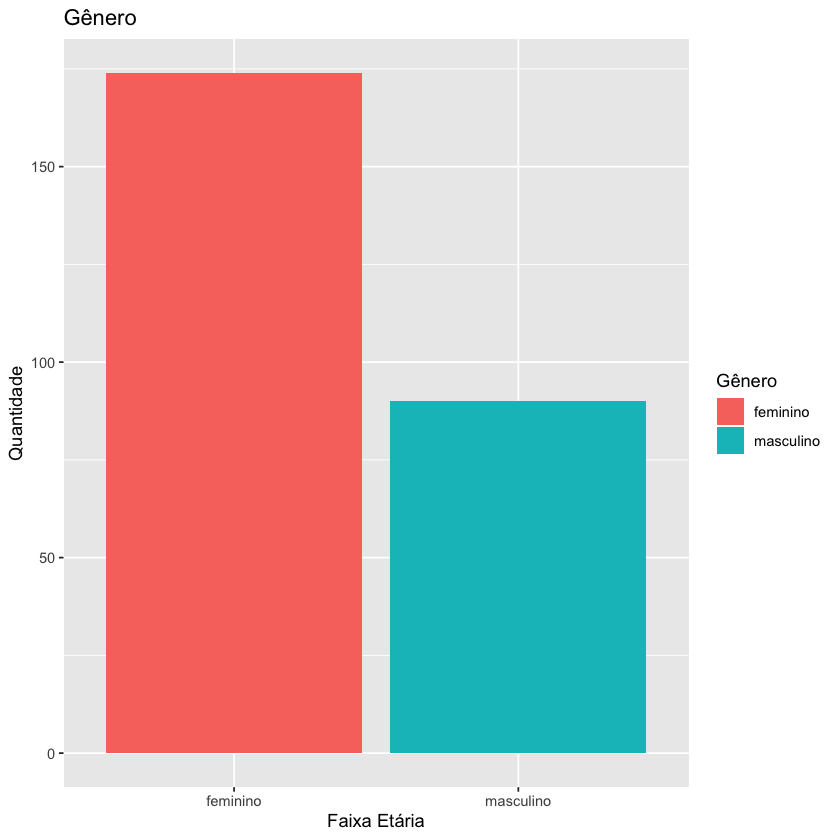 Gênero
Quantidade
150
100
50
0
feminino
masculino
Faixa Etária
Gênero
feminino
masculino